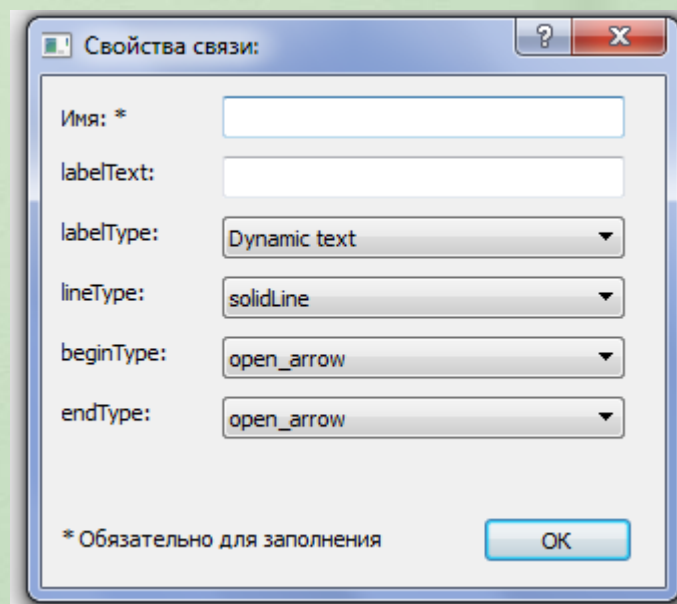 Свойства связи:
Имя: *
labelText:
labelType: Dynamic text
lineType: solidLine
beginType: open_arrow
endType: open_arrow
* Обязательно для заполнения OK